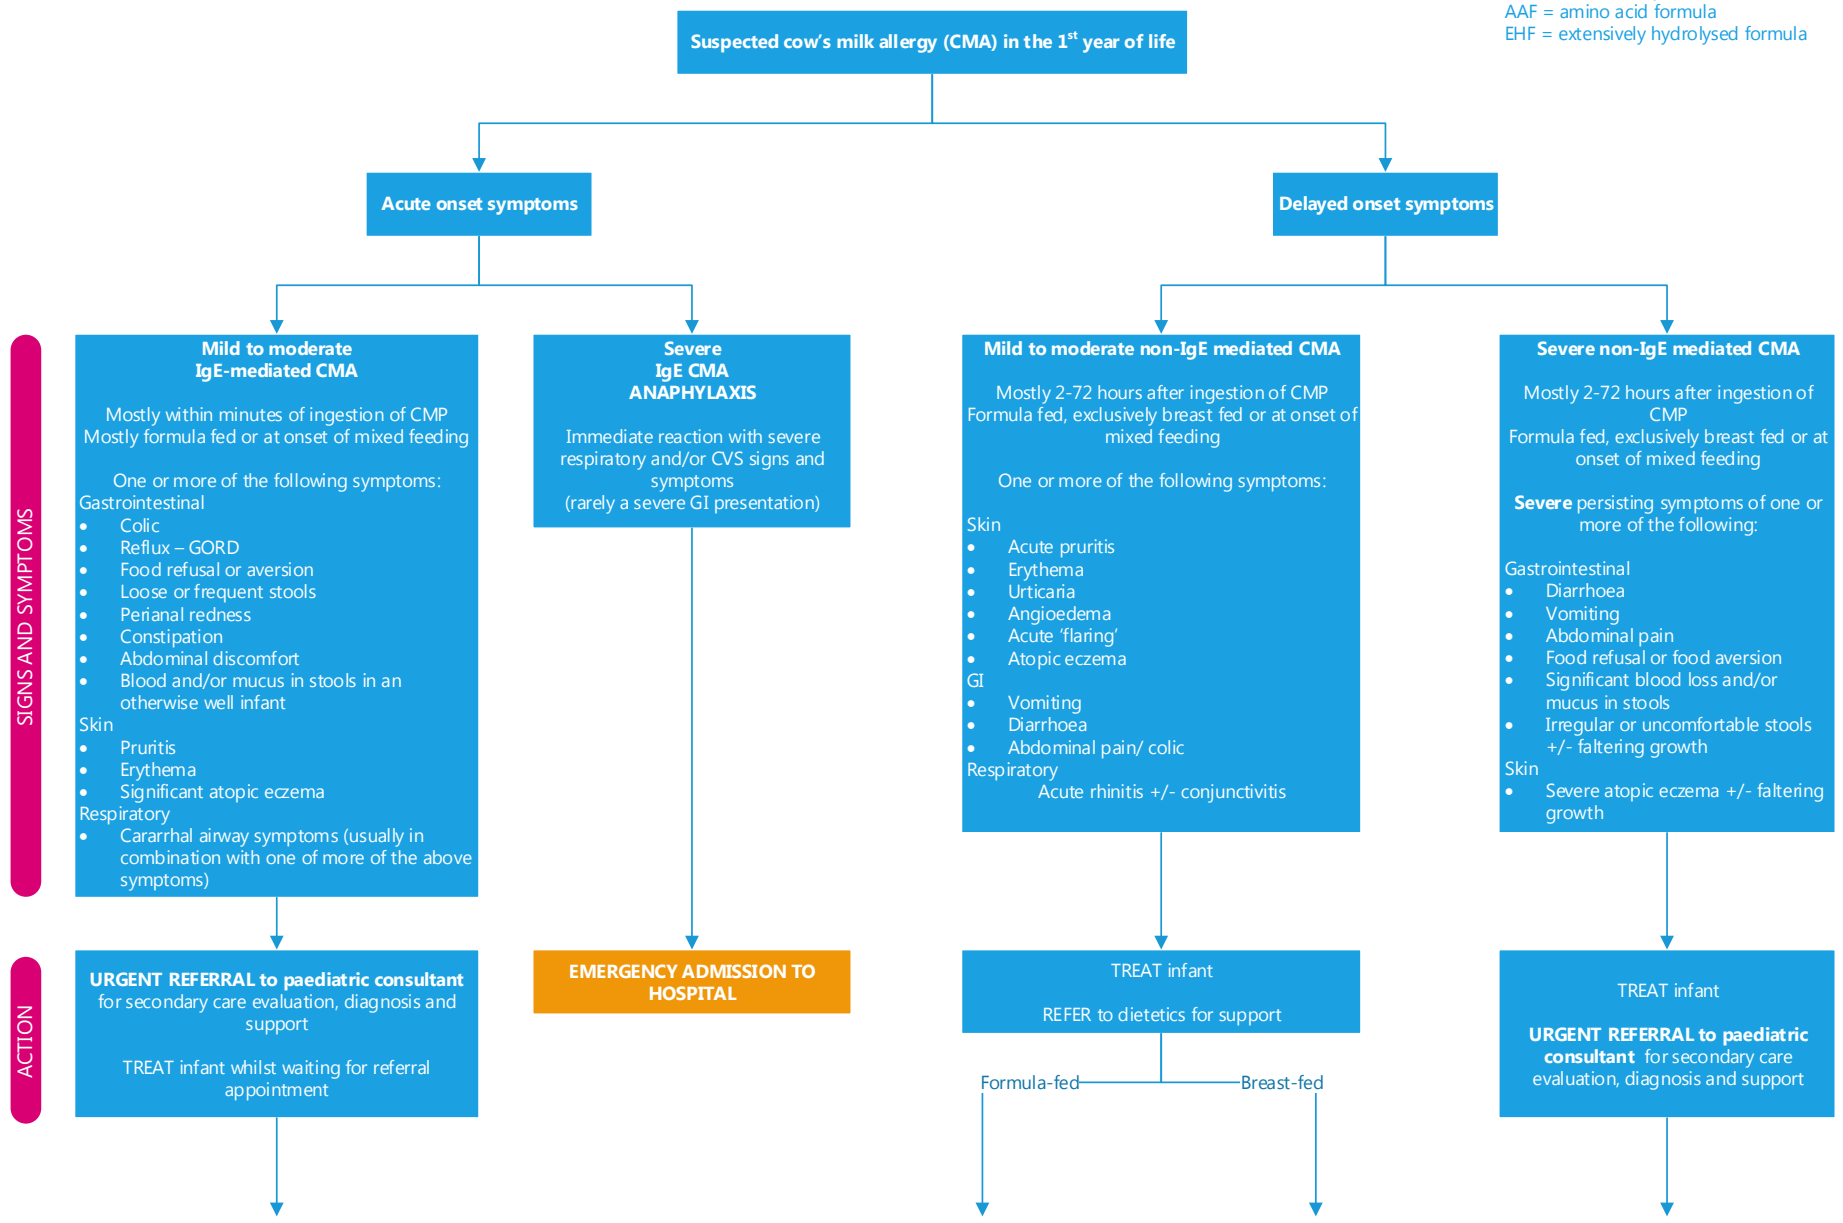 AAF = amino acid formula
EHF = extensively hydrolysed formula
Suspected cow's milk allergy (CMA) in the 1st year of life
Acute onset symptoms
Delayed onset symptoms
SIGNS AND SYMPTOMS
Mild to moderate
IgE-mediated CMA
Mostly within minutes of ingestion of CMP
Mostly formula fed or at onset of mixed feeding
One or more of the following symptoms:
Gastrointestinal
• Colic
• Reflux – GORD
• Food refusal or aversion
• Loose or frequent stools
• Perianal redness
• Constipation
• Abdominal discomfort
• Blood and/or mucus in stools in an
otherwise well infant
Skin
• Pruritis
• Erythema
• Significant atopic eczema
Respiratory
• Cararrhal airway symptoms (usually in
combination with one of more of the above
symptoms)
Severe
IgE CMA
ANAPHYLAXIS
Immediate reaction with severe
respiratory and/or CVS signs and
symptoms
(rarely a severe GI presentation)
Mild to moderate non-IgE mediated CMA
Mostly 2-72 hours after ingestion of CMP
Formula fed, exclusively breast fed or at onset of
mixed feeding
One or more of the following symptoms:
Skin
• Acute pruritis
• Erythema
• Urticaria
• Angioedema
• Acute 'flaring'
• Atopic eczema
GI
• Vomiting
• Diarrhoea
• Abdominal pain/ colic
Respiratory
Acute rhinitis +/- conjunctivitis
Severe non-IgE mediated CMA
Mostly 2-72 hours after ingestion of
CMP
Formula fed, exclusively breast fed or at
onset of mixed feeding
Severe persisting symptoms of one or
more of the following:
Gastrointestinal
• Diarrhoea
• Vomiting
• Abdominal pain
• Food refusal or food aversion
• Significant blood loss and/or
mucus in stools
• Irregular or uncomfortable stools
+/- faltering growth
Skin
• Severe atopic eczema +/- faltering
growth
ACTION
URGENT REFERRAL to paediatric consultant
for secondary care evaluation, diagnosis and
support
TREAT infant whilst waiting for referral
appointment
EMERGENCY ADMISSION TO
HOSPITAL
TREAT infant
REFER to dietetics for support
Formula-fed
Breast-fed
TREAT infant
URGENT REFERRAL to paediatric
consultant for secondary care
evaluation, diagnosis and support